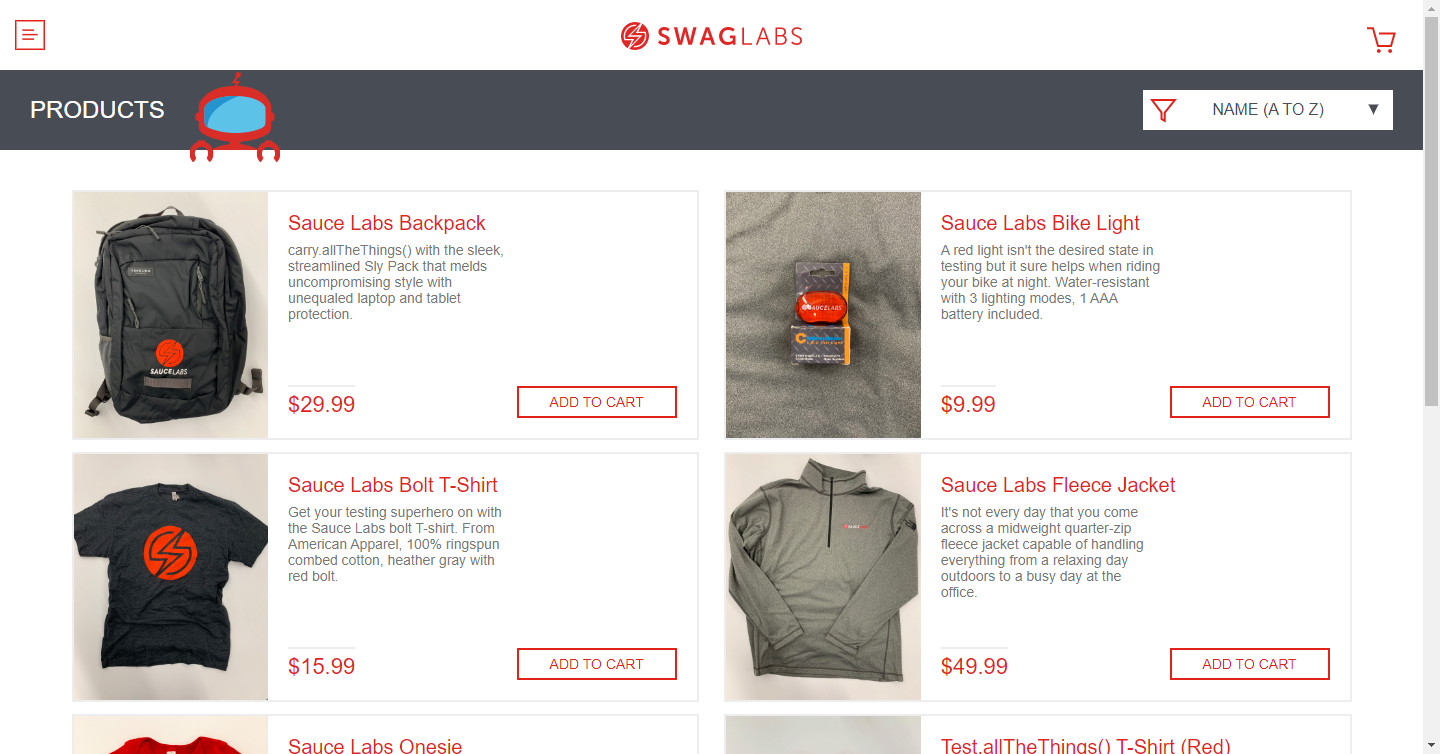 SWAGLABS
PRODUCTS
NAME (A TO Z)
Sauce Labs Backpack
carry.allTheThings() with the sleek,
streamlined Sly Pack that melds
uncompromising style with
unequaled laptop and tablet
protection.
$29.99
ADD TO CART
SAUCELABS
Sauce Labs Bike Light
A red light isn't the desired state in
testing but it sure helps when riding
your bike at night. Water-resistant
with 3 lighting modes, 1 AAA
battery included.
$9.99
ADD TO CART
SAUCELABS
Sauce Labs Bolt T-Shirt
Get your testing superhero on with
the Sauce Labs bolt T-shirt. From
American Apparel, 100% ringspun
combed cotton, heather gray with
red bolt.
$15.99
ADD TO CART
Sauce Labs Fleece Jacket
It's not every day that you come
across a midweight quarter-zip
fleece jacket capable of handling
everything from a relaxing day
outdoors to a busy day at the
office.
$49.99
ADD TO CART
Sauce Labs Onesie
Test.allTheThings() T-Shirt (Red)